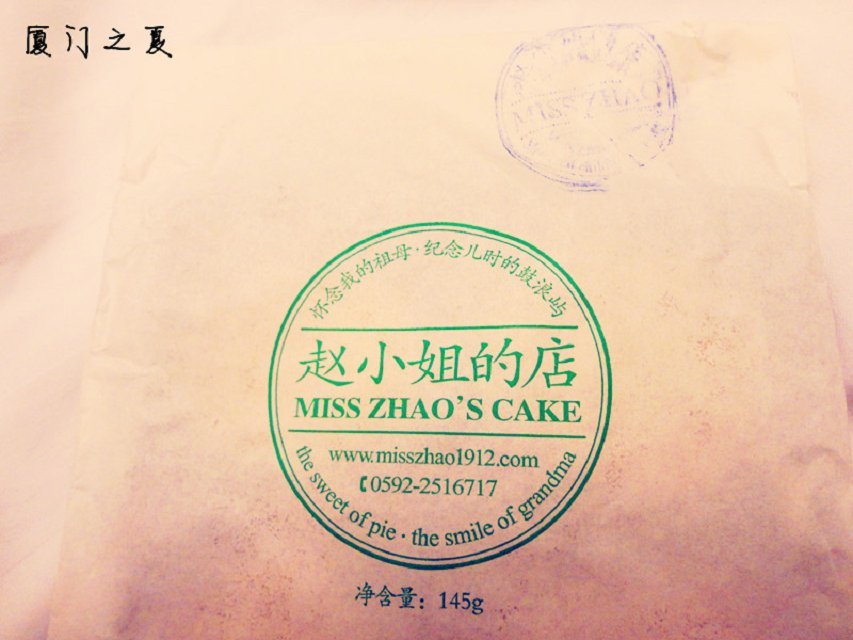 厦门之夏
MISS ZHAO
怀念我的祖母·纪念儿时的鼓浪屿
赵小姐的店
MISS ZHAO'S CAKE
www.misszhao1912.com
0592-2516717
the sweet of pie · the smile of grandma
净含量：145g